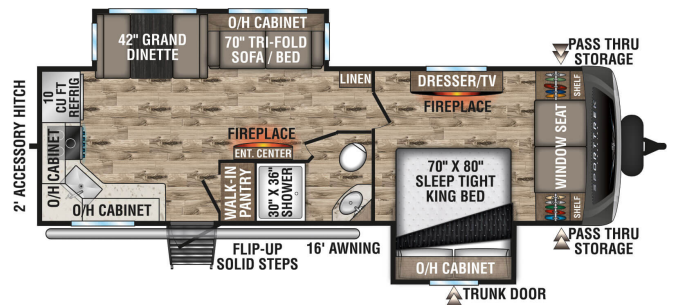 O/H CABINET
42" GRAND
DINETTE
70" TRI-FOLD
SOFA / BED
PASS THRU
STORAGE
LINEN
DRESSER/TV
FIREPLACE
SHELF
10
CU FT
REFRIG
2' ACCESSORY HITCH
O/H CABINET
O/H CABINET
FIREPLACE
ENT. CENTER
WALK-IN
PANTRY
30" X 36"
SHOWER
70" X 80"
SLEEP TIGHT
KING BED
WINDOW SEAT
SPORTTREK
SHELF
O/H CABINET
FLIP-UP
SOLID STEPS
16' AWNING
PASS THRU
STORAGE
TRUNK DOOR